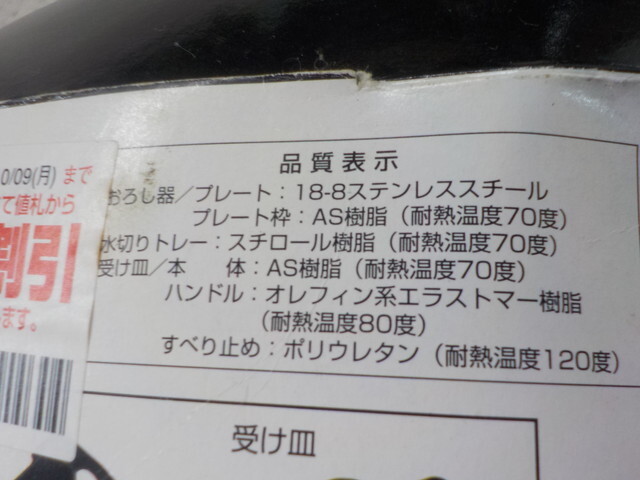 品質表示
おろし器／プレート：18-8ステンレススチール
プレート枠：AS樹脂（耐熱温度70度）
水切りトレー：スチロール樹脂（耐熱温度70度）
受け皿／本　体：AS樹脂（耐熱温度70度）
ハンドル：オレフィン系エラストマー樹脂
（耐熱温度80度）
すべり止め：ポリウレタン（耐熱温度120度）
受け皿
0/09(月)まで
て値札から
割引
ます。